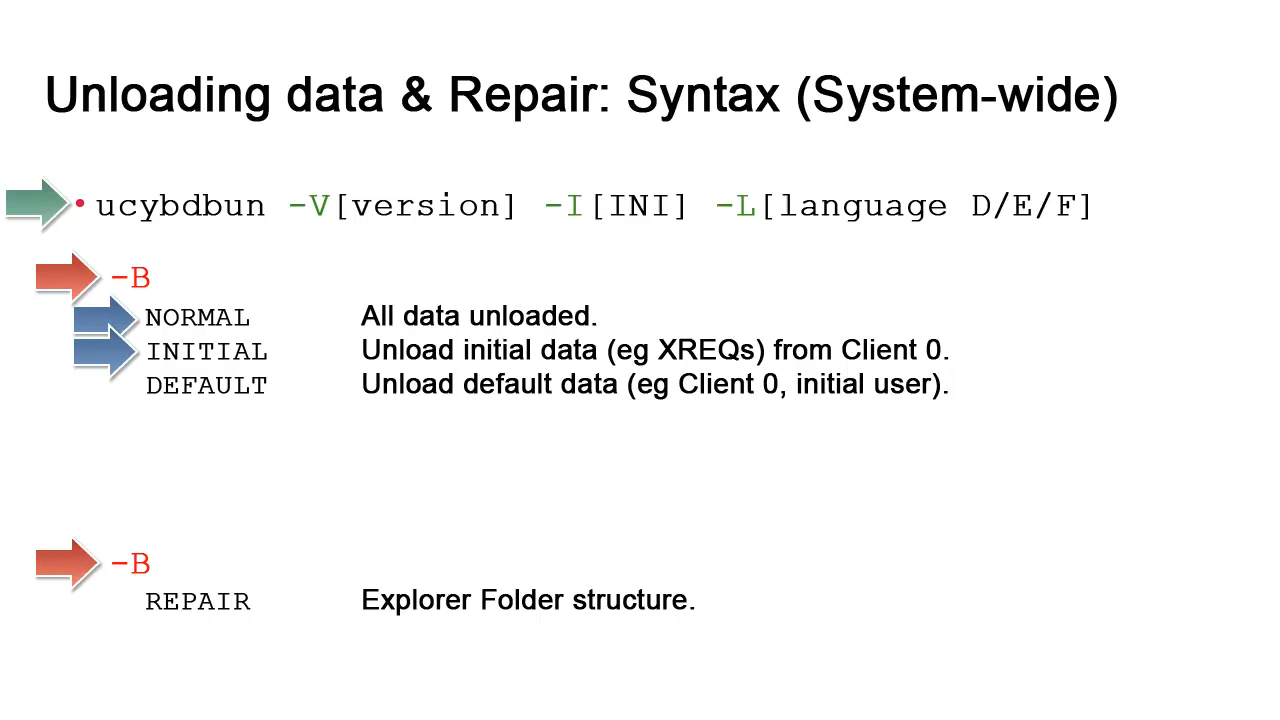 Unloading data & Repair: Syntax (System-wide)
• ucybdbun -V[version] -I[INI] -L[language D/E/F]
-B
NORMAL All data unloaded.
INITIAL Unload initial data (eg XREQs) from Client 0.
DEFAULT Unload default data (eg Client 0, initial user).
-B
REPAIR Explorer Folder structure.